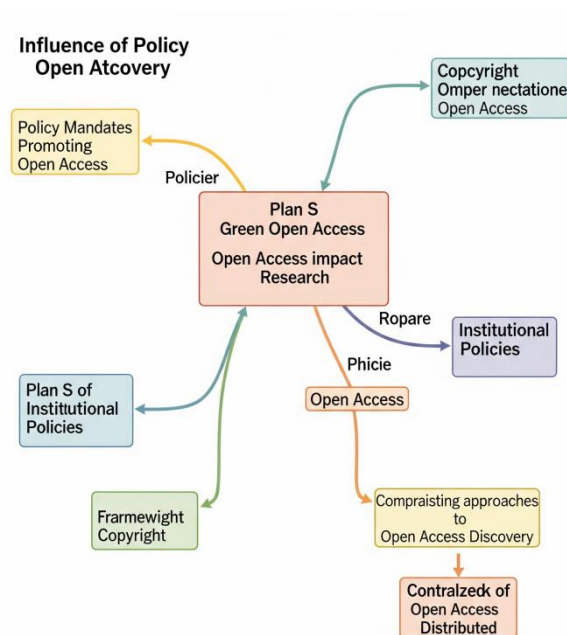 Influence of Policy
Open Atcovery
Copcyright
Omper nectatione
Open Access
Policy Mandates
Promoting
Open Access
Policier
Plan S
Green Open Access
Open Access impact
Research
Ropare
Institutional
Policies
Phicie
Open Access
Plan S of
Institutional
Policies
Compraisting approaches
to
Open Access Discovery
Frarmewight
Copyright
Contralzedk of
Open Access
Distributed